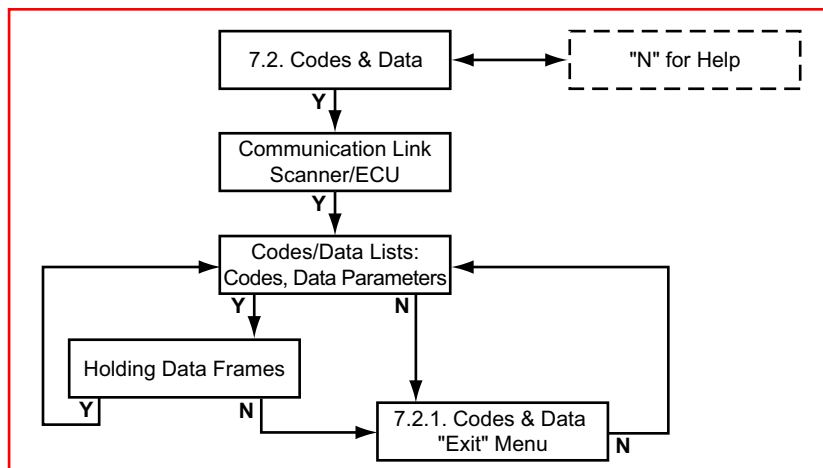 7.2. Codes & Data
"N" for Help
Y
Communication Link
Scanner/ECU
Y
Codes/Data Lists:
Codes, Data Parameters
Y
N
Holding Data Frames
Y
N
7.2.1. Codes & Data
"Exit" Menu
N